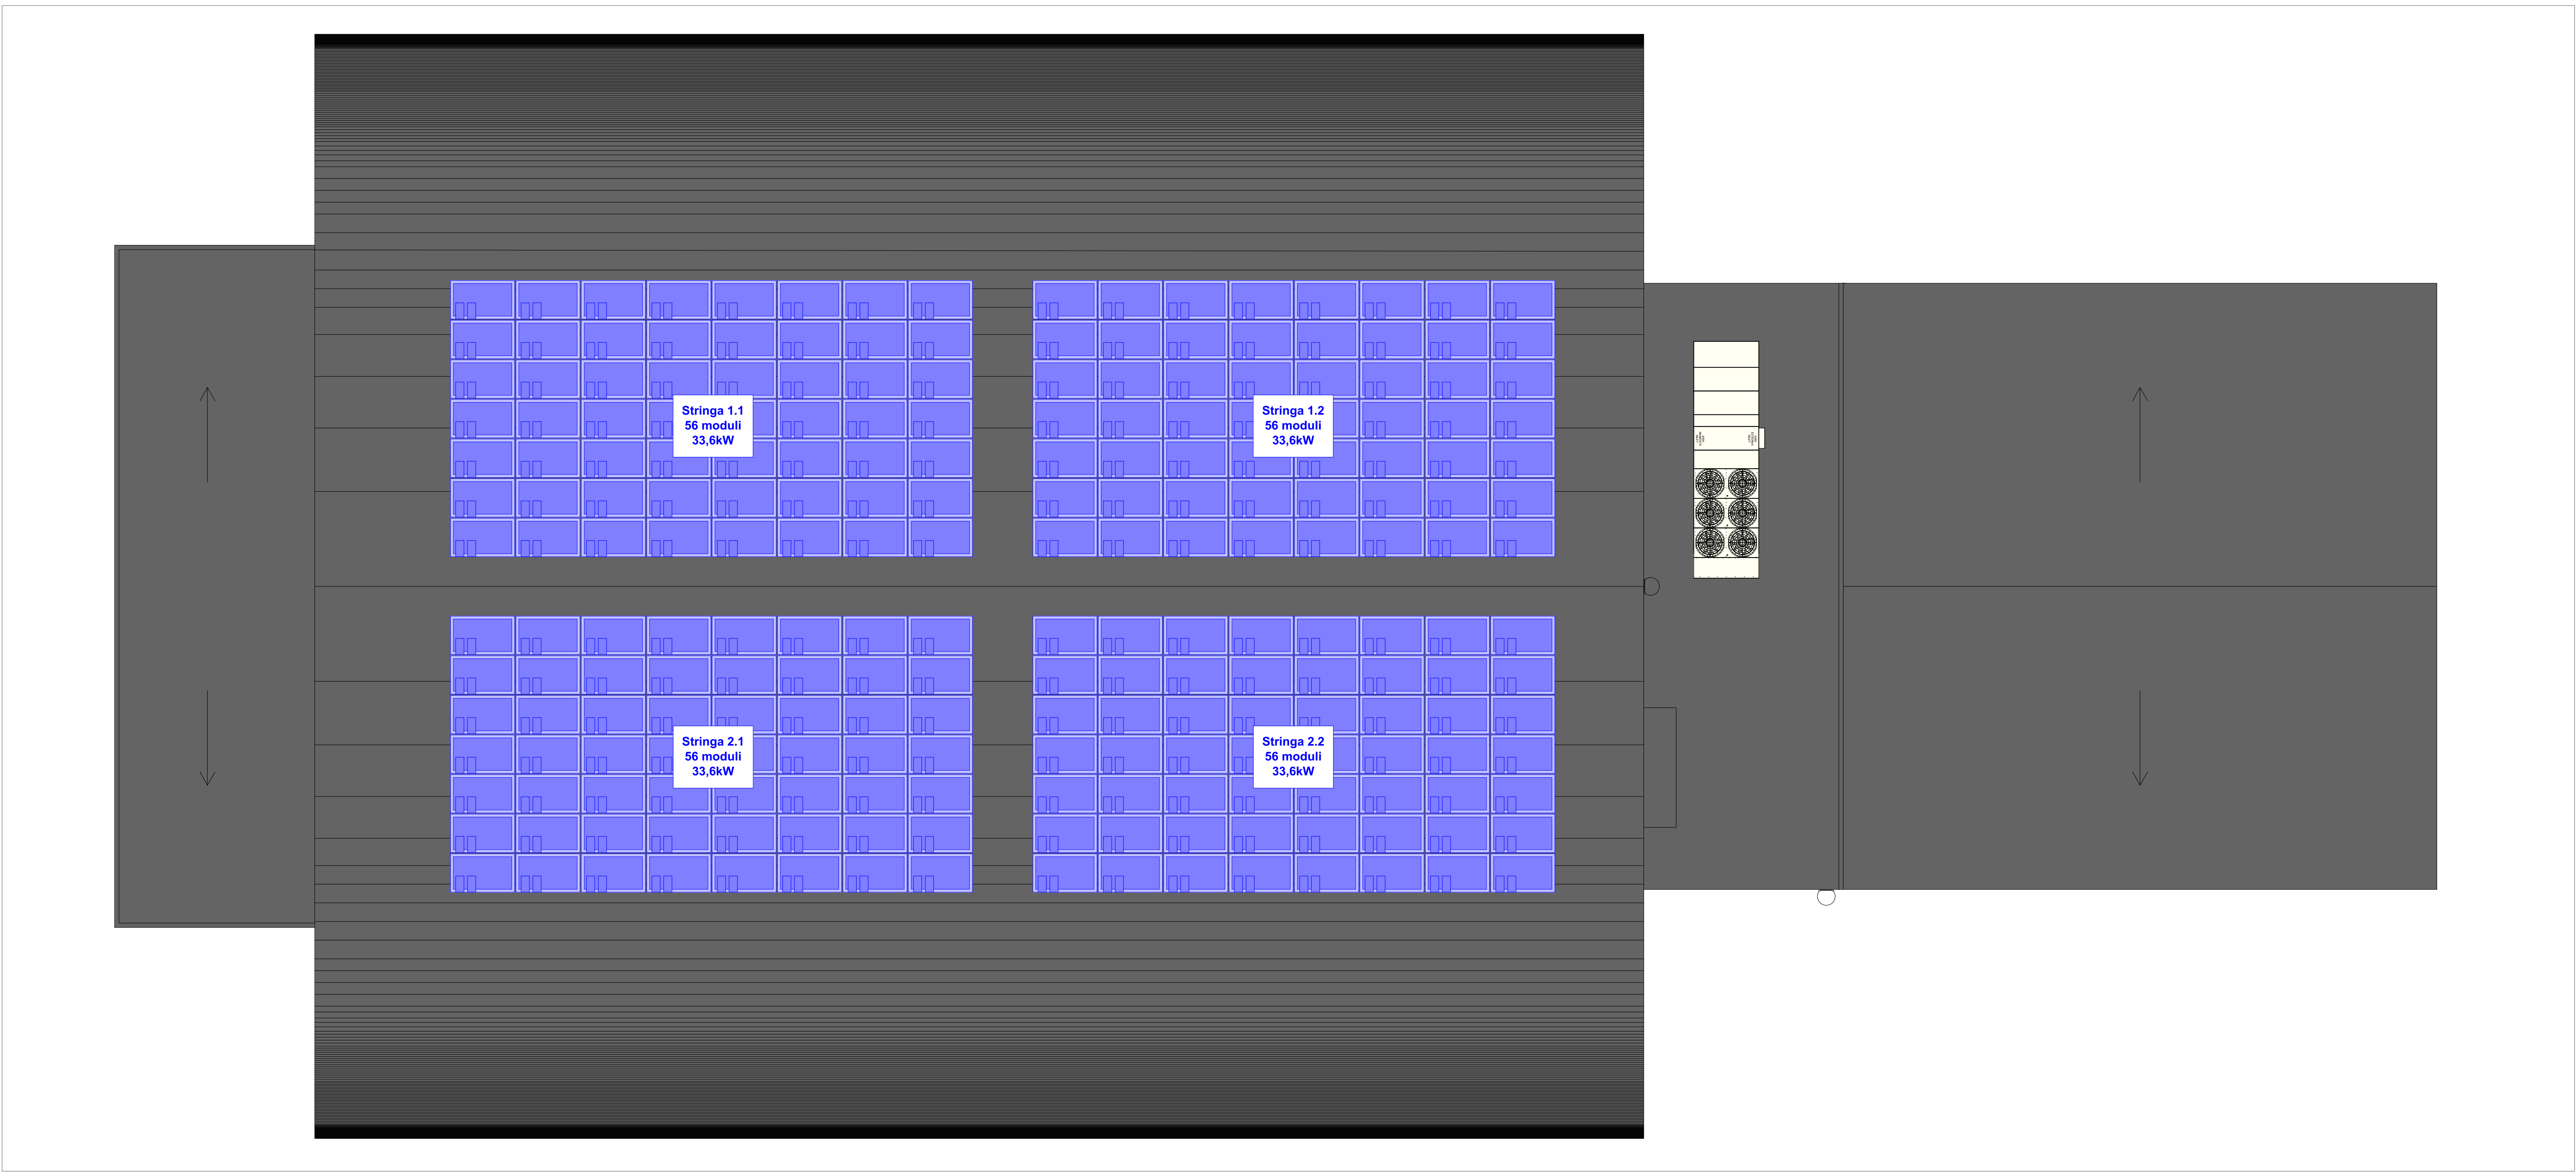 Stringa 1.1
56 moduli
33,6kW
Stringa 1.2
56 moduli
33,6kW
Stringa 2.1
56 moduli
33,6kW
Stringa 2.2
56 moduli
33,6kW